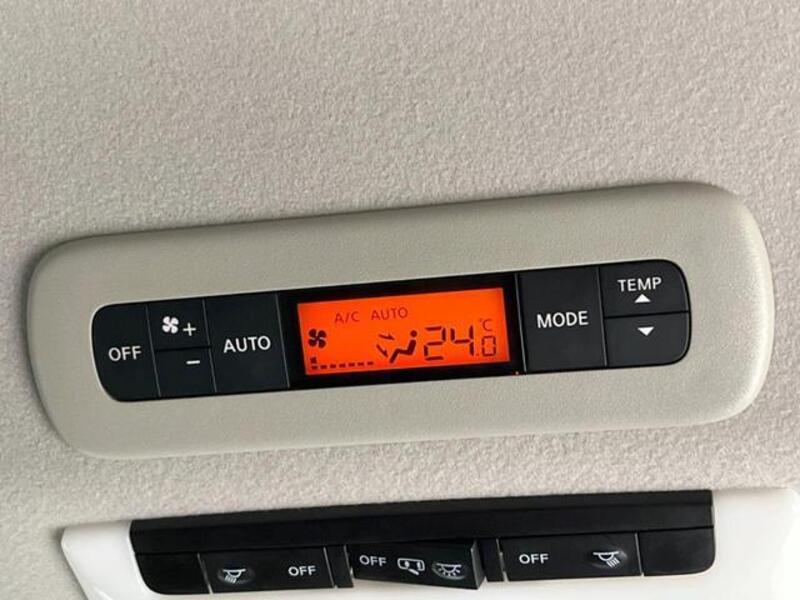 OFF + − AUTO A/C AUTO 24.0 °C MODE TEMP
OFF OFF OFF